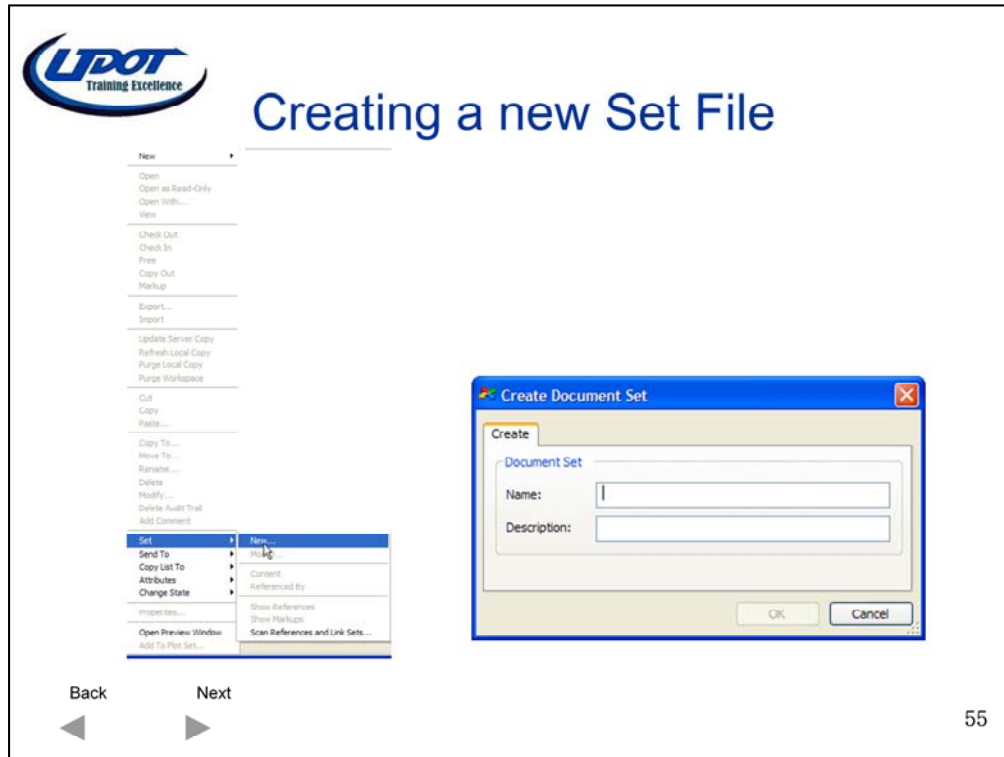 UDOT
Training Excellence
Creating a new Set File
New
Open
Open as Read-Only
Open With...
View
Check Out
Check In
Free
Copy Out
Markup
Export...
Import
Update Server Copy
Refresh Local Copy
Purge Local Copy
Purge Workspace
Cut
Copy
Paste...
Copy To...
Move To...
Rename...
Delete
Modify...
Delete Audit Trail
Add Comment
Set
Send To
Copy List To
Attributes
Change State
Properties...
Open Preview Window
Add To Plot Set...
New...
Content
Referenced By
Show References
Show Markups
Scan References and Link Sets...
Create Document Set
Create
Document Set
Name:
Description:
OK Cancel
Back Next
55